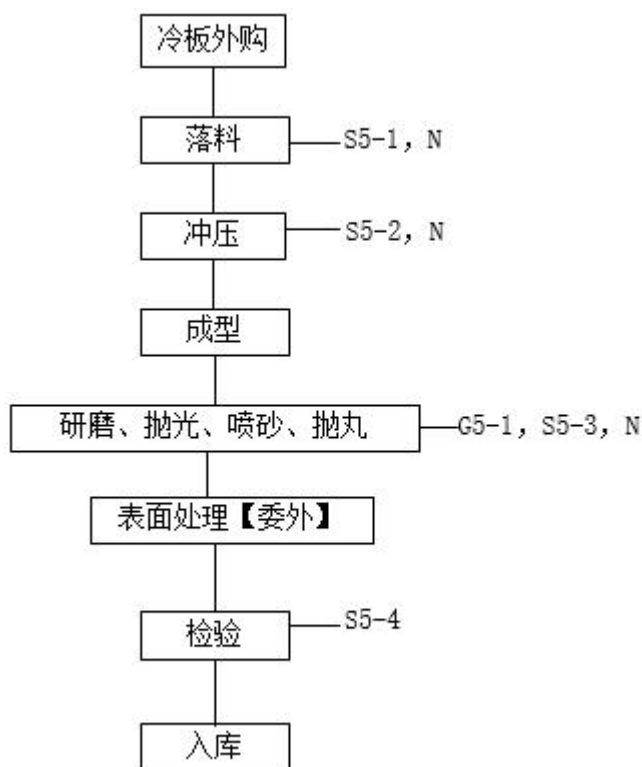 冷板外购
落料 S5-1, N
冲压 S5-2, N
成型
研磨、抛光、喷砂、抛丸 G5-1, S5-3, N
表面处理【委外】
检验 S5-4
入库